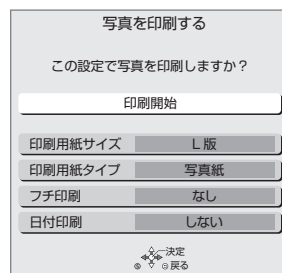 写真を印刷する
この設定で写真を印刷しますか？
印刷開始
印刷用紙サイズ L版
印刷用紙タイプ 写真紙
フチ印刷 なし
日付印刷 しない
決定
戻る